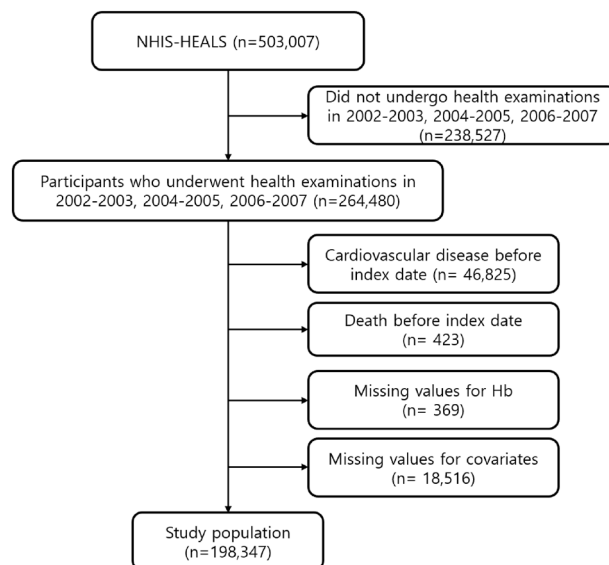 NHIS-HEALS (n=503,007)
Did not undergo health examinations
in 2002-2003, 2004-2005, 2006-2007
(n=238,527)
Participants who underwent health examinations in
2002-2003, 2004-2005, 2006-2007 (n=264,480)
Cardiovascular disease before
index date (n= 46,825)
Death before index date
(n= 423)
Missing values for Hb
(n= 369)
Missing values for covariates
(n= 18,516)
Study population
(n=198,347)